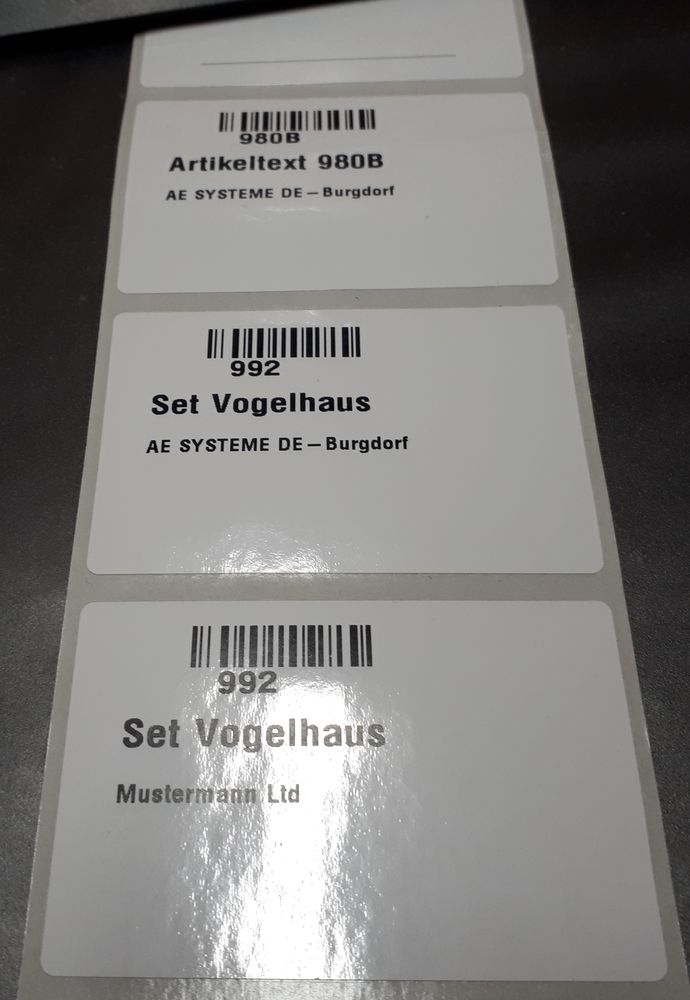 980B
Artikeltext 980B
AE SYSTEME DE—Burgdorf
992
Set Vogelhaus
AE SYSTEME DE—Burgdorf
992
Set Vogelhaus
Mustermann Ltd